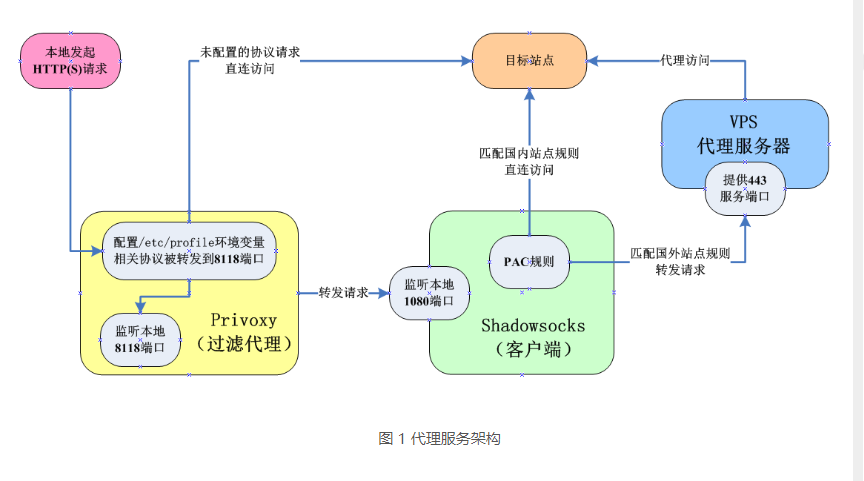 本地发起
HTTP(S)请求
未配置的协议请求
直连访问
目标站点
代理访问
VPS
代理服务器
提供443
服务端口
匹配国内站点规则
直连访问
配置/etc/profile环境变量
相关协议被转发到8118端口
监听本地
8118端口
Privoxy
（过滤代理）
转发请求
监听本地
1080端口
PAC规则
Shadowsocks
（客户端）
匹配国外站点规则
转发请求
图 1 代理服务架构